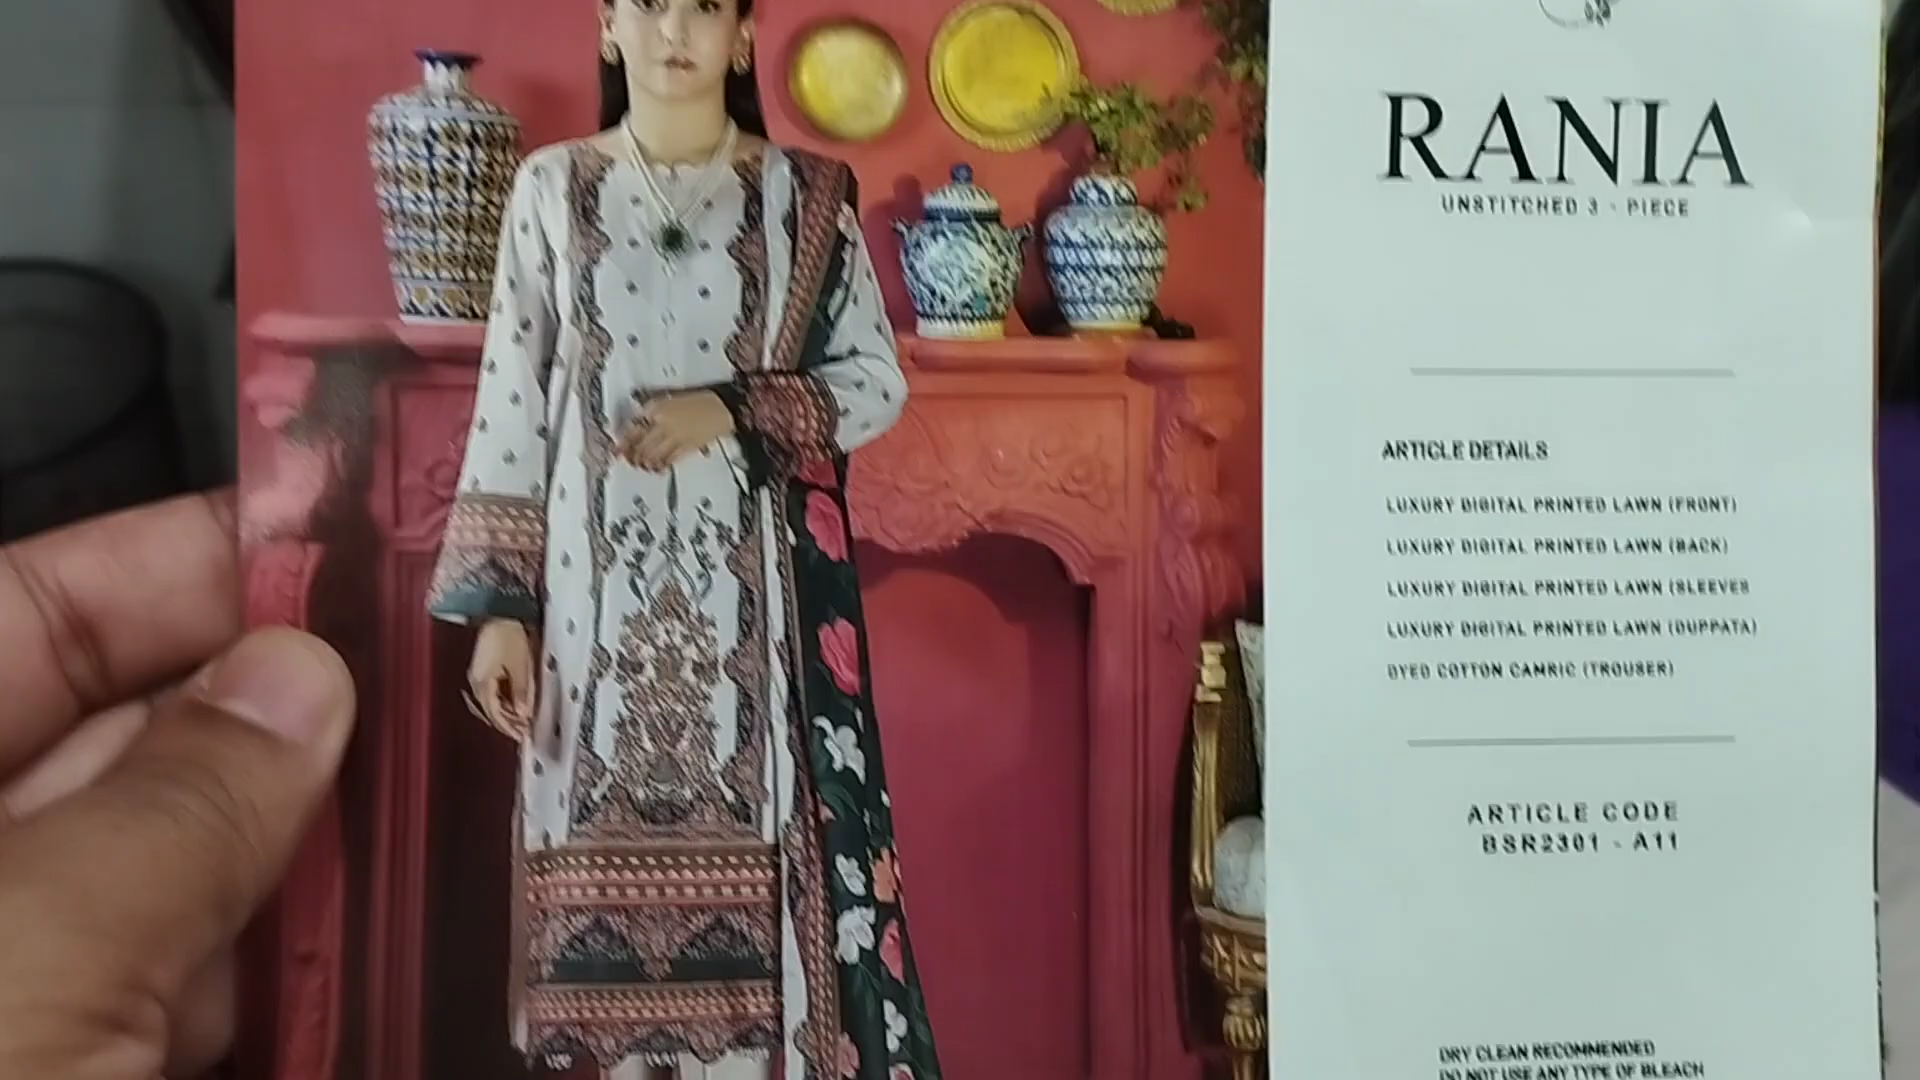 RANIA
UNSTITCHED 3 - PIECE
ARTICLE DETAILS
LUXURY DIGITAL PRINTED LAWN (FRONT)
LUXURY DIGITAL PRINTED LAWN (BACK)
LUXURY DIGITAL PRINTED LAWN (SLEEVES
LUXURY DIGITAL PRINTED LAWN (DUPPATA)
DYED COTTON CAMRIC (TROUSER)
ARTICLE CODE
BSR2301 - A11
DRY CLEAN RECOMMENDED
DO NOT USE ANY TYPE OF BLEACH